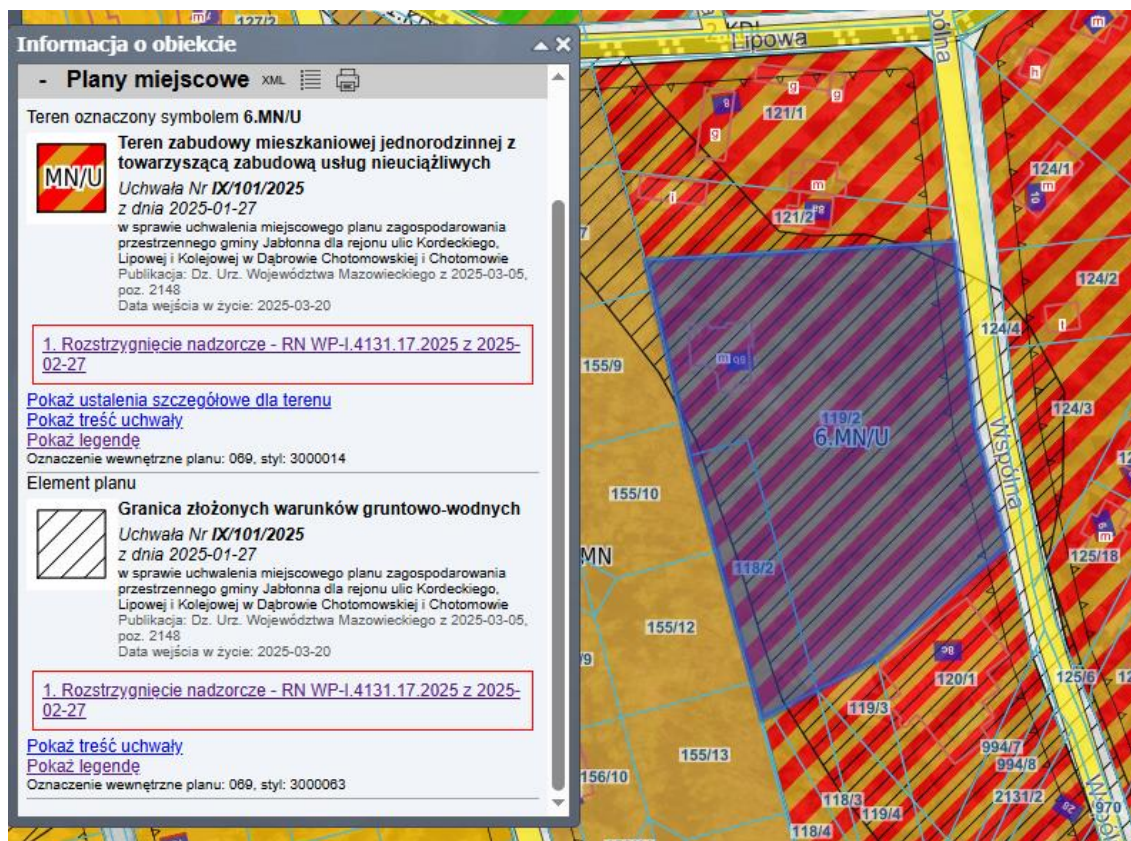 127/2
Informacja o obiekcie
- Plany miejscowe XML
Teren oznaczony symbolem 6.MN/U
MN/U
Teren zabudowy mieszkaniowej jednorodzinnej z
towarzyszącą zabudową usług nieuciążliwych
Uchwała Nr IX/101/2025
z dnia 2025-01-27
w sprawie uchwalenia miejscowego planu zagospodarowania
przestrzennego gminy Jabłonna dla rejonu ulic Kordeckiego,
Lipowej i Kolejowej w Dąbrowie Chotomowskiej i Chotomowie
Publikacja: Dz. Urz. Województwa Mazowieckiego z 2025-03-05,
poz. 2148
Data wejścia w życie: 2025-03-20
1. Rozstrzygnięcie nadzorcze - RN WP-I.4131.17.2025 z 2025-
02-27
Pokaż ustalenia szczegółowe dla terenu
Pokaż treść uchwały
Pokaż legendę
Oznaczenie wewnętrzne planu: 069, styl: 3000014
Element planu
Granica złożonych warunków gruntowo-wodnych
Uchwała Nr IX/101/2025
z dnia 2025-01-27
w sprawie uchwalenia miejscowego planu zagospodarowania
przestrzennego gminy Jabłonna dla rejonu ulic Kordeckiego,
Lipowej i Kolejowej w Dąbrowie Chotomowskiej i Chotomowie
Publikacja: Dz. Urz. Województwa Mazowieckiego z 2025-03-05,
poz. 2148
Data wejścia w życie: 2025-03-20
1. Rozstrzygnięcie nadzorcze - RN WP-I.4131.17.2025 z 2025-
02-27
Pokaż treść uchwały
Pokaż legendę
Oznaczenie wewnętrzne planu: 069, styl: 3000063
Lipowa
m
h
g
g
8
121/1
g
124/1
m
10
m
i
8a
121/2
124/2
i
124/4
155/9
m
8b
119/2
6.MN/U
124/3
Wspólna
155/10
MN
118/2
m
125/18
155/12
8c
120/1
125/6
119/3
994/7
155/13
994/8
156/10
2131/2
118/3
119/4
28
970
118/4